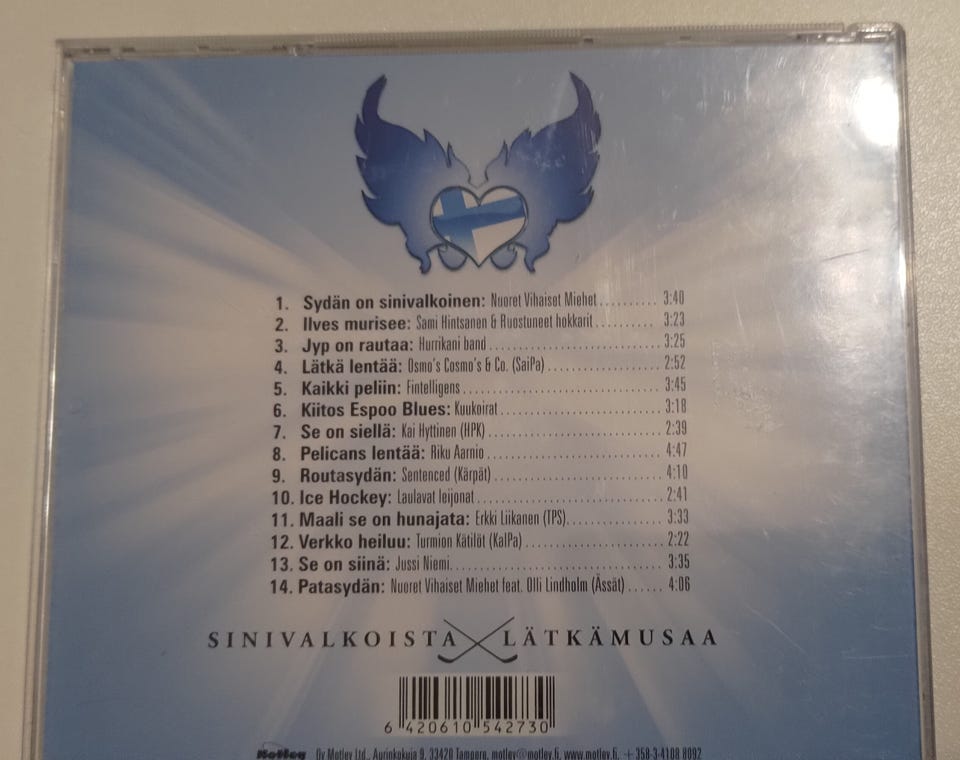 1. Sydän on sinivalkoinen: Nuoret Vihaiset Miehet.......... 3:40
2. Ilves murisee: Sami Hintsanen & Ruostuneet hokkarit......... 3:23
3. Jyp on rautaa: Hurrikani band............................ 3:25
4. Lätkä lentää: Osmo's Cosmo's & Co. (SaiPa)................. 2:52
5. Kaikki peliin: Fintelligens................................ 3:45
6. Kiitos Espoo Blues: Kuukoirat.......................... 3:18
7. Se on siellä: Kai Hyttinen (HPK)............................ 2:39
8. Pelicans lentää: Riku Aarnio............................ 4:47
9. Routasydän: Sentenced (Kärpät)........................... 4:10
10. Ice Hockey: Laulavat leijonat............................. 2:41
11. Maali se on hunajata: Erkki Liikanen (TPS)............... 3:33
12. Verkko heiluu: Turmion Kätilöt (KalPa)...................... 2:22
13. Se on siinä: Jussi Niemi.................................. 3:35
14. Patasydän: Nuoret Vihaiset Miehet feat. Olli Lindholm (Ässät)...... 4:06
SINIVALKOISTA LÄTKÄMUSAA
6 420610 542730
Motley Oy Motley Ltd., Aurinkokuja 9, 33420 Tampere, motley@motley.fi, www.motley.fi, +358-3-4108 8092